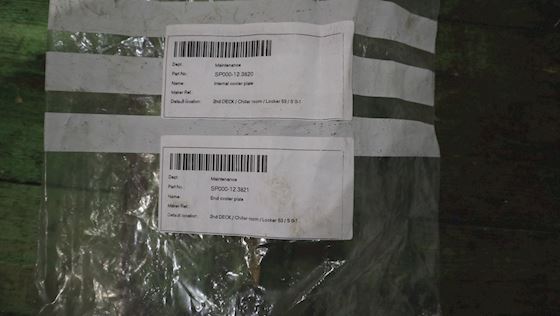 Dept. Maintenance
Part No. SP000-12.3820
Name: Internal cooler plate
Maker Ref.:
Default location: 2nd DECK / Chiller room / Locker 53 / S 0-1
Dept. Maintenance
Part No. SP000-12.3821
Name: End cooler plate
Maker Ref.:
Default location: 2nd DECK / Chiller room / Locker 53 / S 0-1